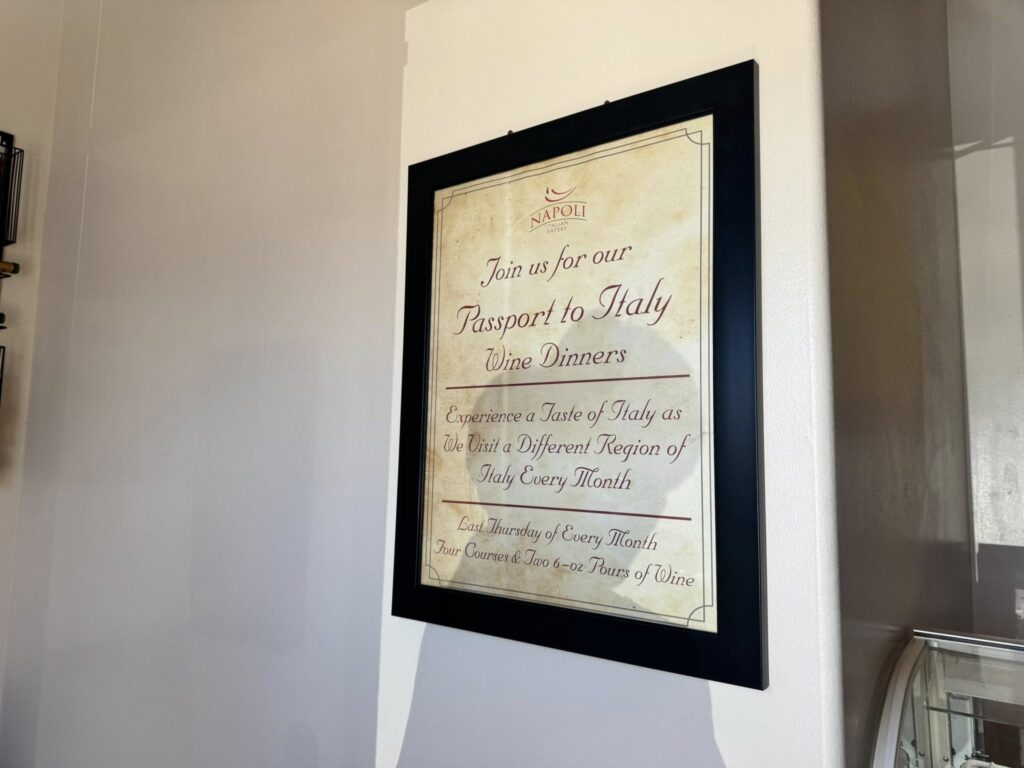 NAPOLI
ITALIAN
EATERY
Join us for our
Passport to Italy
Wine Dinners
Experience a Taste of Italy as
We Visit a Different Region of
Italy Every Month
Last Thursday of Every Month
Four Courses & Two 6-oz Pours of Wine